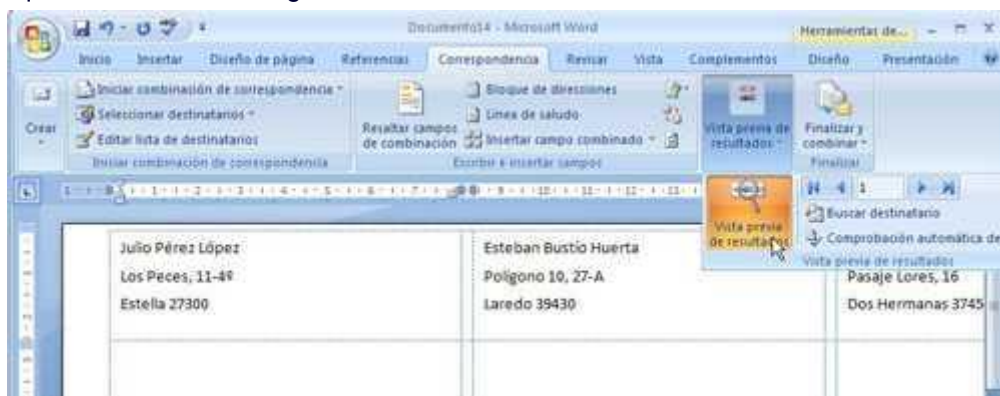 Documento14 - Microsoft Word
Herramientas de...
Inicio Insertar Diseño de página Referencias Correspondencia Revisar Vista Complementos Diseño Presentación
Crear
Iniciar combinación de correspondencia
Seleccionar destinatarios
Editar lista de destinatarios
Iniciar combinación de correspondencia
Resaltar campos de combinación
Bloque de direcciones
Línea de saludo
Insertar campo combinado
Escribir e insertar campos
Vista previa de resultados
Finalizar y combinar
Finalizar
Vista previa de resultados
1
Buscar destinatario
Comprobación automática de
Vista previa de resultados
Julio Pérez López
Los Peces, 11-4º
Estella 27300
Esteban Bustio Huerta
Poligono 10, 27-A
Laredo 39430
Pasaje Lores, 16
Dos Hermanas 3745